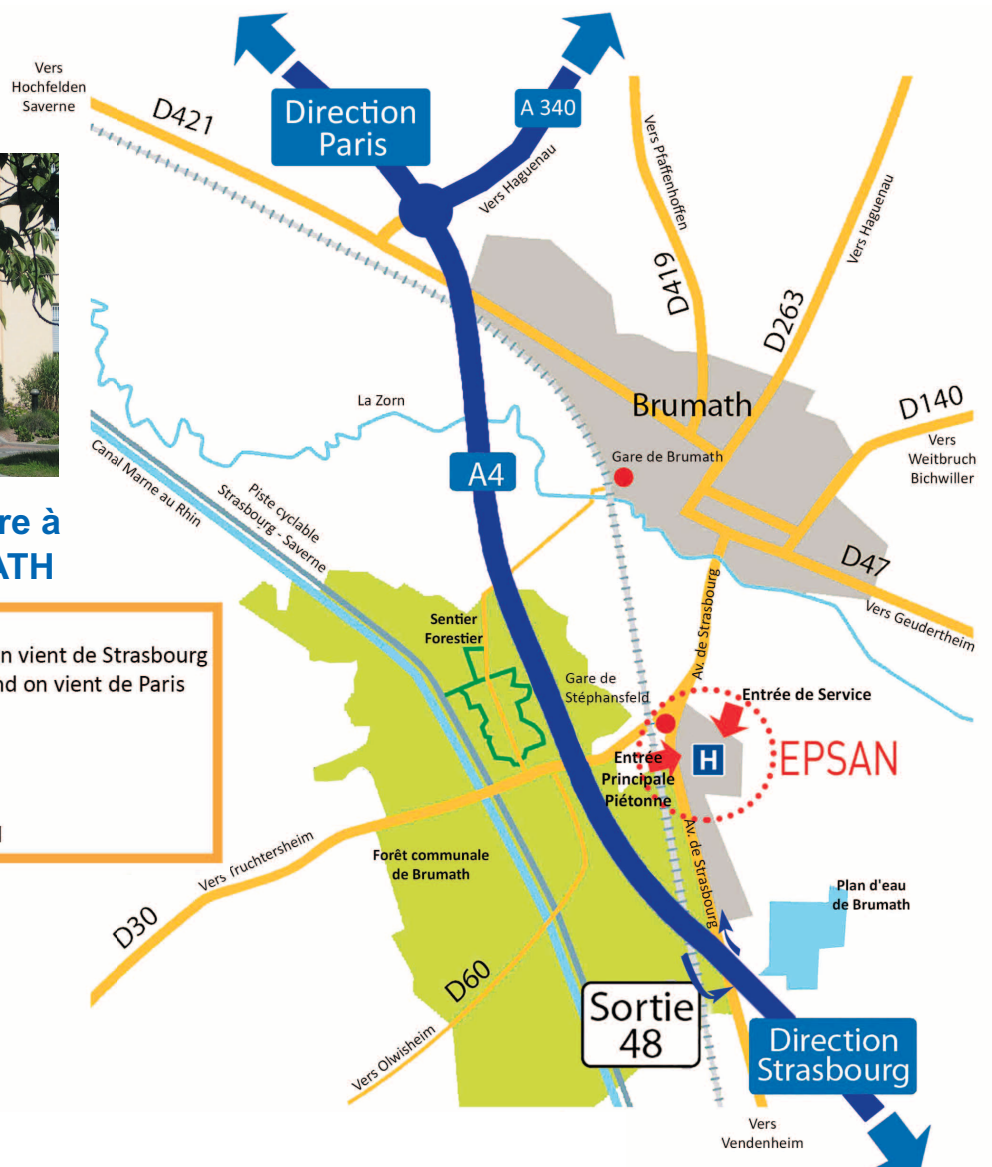 Vers
Hochfelden
Saverne
D421
Direction
Paris
A 340
Vers Haguenau
Vers Pfaffenhoffen
D419
Vers Haguenau
D263
D140
Vers
Weitbruch
Bichwiller
Brumath
Gare de Brumath
La Zorn
A4
Canal Marne au Rhin
Piste cyclable
Strasbourg - Saverne
D47
Vers Geudertheim
Av. de Strasbourg
Sentier
Forestier
Gare de
Stéphansfeld
Entrée de Service
Entrée
Principale
Piétonne
H
EPSAN
Av. de Strasbourg
Vers Truchtersheim
D30
Forêt communale
de Brumath
D60
Vers Olwisheim
Plan d'eau
de Brumath
Sortie
48
Direction
Strasbourg
Vers
Vendenheim
re à
ATH
n vient de Strasbourg
nd on vient de Paris